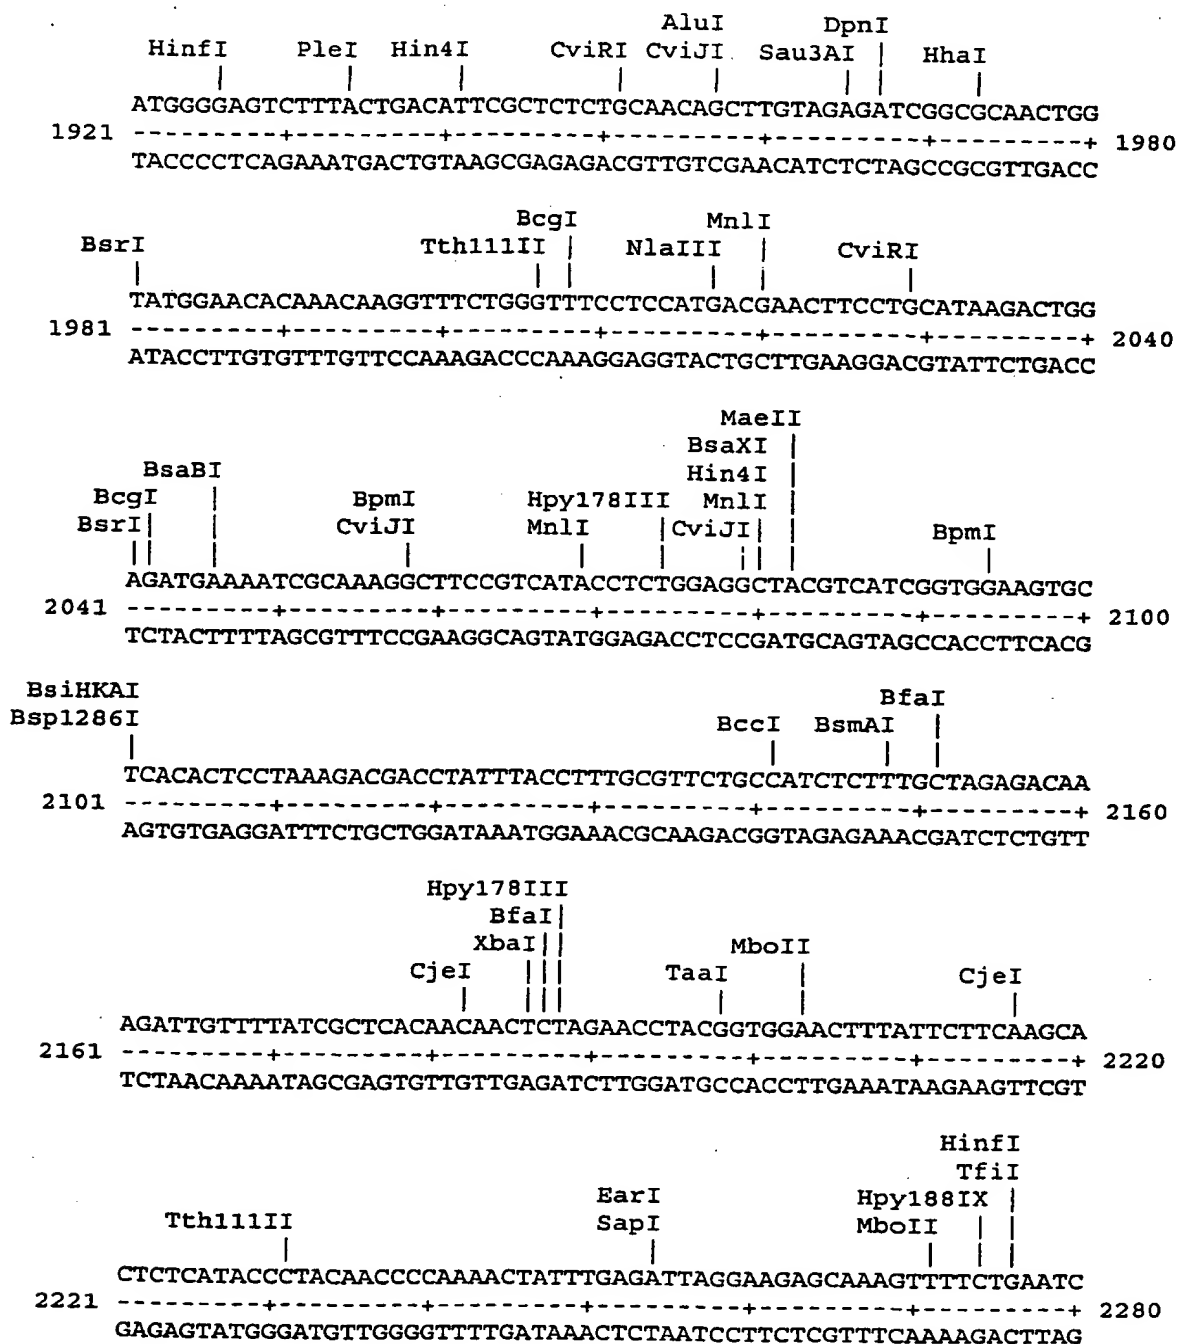 AluI DpnI
HinfI PleI Hin4I CviRI CviJI Sau3AI HhaI
ATGGGGAGTCTTTACTGACATTCGCTCTCTGCAACAGCTTGTAGAGATCGGCGCAACTGG
1921 ---------+---------+---------+---------+---------+---------+ 1980
TACCCCTCAGAAATGACTGTAAGCGAGAGACGTTGTCGAACATCTCTAGCCGCGTTGACC
BcgI MnlI
BsrI Tth111II NlaIII CviRI
TATGGAACACAAACAAGGTTTCTGGGTTTCCTCCATGACGAACTTCCTGCATAAGACTGG
1981 ---------+---------+---------+---------+---------+---------+ 2040
ATACCTTGTGTTTGTTCCAAAGACCCAAAGGAGGTACTGCTTGAAGGACGTATTCTGACC
MaeII
BsaXI
BsaBI Hin4I
BcgI BpmI Hpy178III MnlI
BsrI CviJI MnlI CviJI BpmI
AGATGAAAATCGCAAAGGCTTCCGTCATACCTCTGGAGGCTACGTCATCGGTGGAAGTGC
2041 ---------+---------+---------+---------+---------+---------+ 2100
TCTACTTTTAGCGTTTCCGAAGGCAGTATGGAGACCTCCGATGCAGTAGCCACCTTCACG
BsiHKAI BfaI
Bsp1286I BccI BsmAI
TCACACTCCTAAAGACGACCTATTTACCTTTGCGTTCTGCCATCTCTTTGCTAGAGACAA
2101 ---------+---------+---------+---------+---------+---------+ 2160
AGTGTGAGGATTTCTGCTGGATAAATGGAAACGCAAGACGGTAGAGAAACGATCTCTGTT
Hpy178III
BfaI
XbaI MboII
CjeI TaaI CjeI
AGATTGTTTTATCGCTCACAACAACTCTAGAACCTACGGTGGAACTTTATTCTTCAAGCA
2161 ---------+---------+---------+---------+---------+---------+ 2220
TCTAACAAAATAGCGAGTGTTGTTGAGATCTTGGATGCCACCTTGAAATAAGAAGTTCGT
HinfI
TfiI
EarI Hpy188IX
Tth111II SapI MboII
CTCTCATACCCTACAACCCCAAAACTATTTGAGATTAGGAAGAGCAAAGTTTTCTGAATC
2221 ---------+---------+---------+---------+---------+---------+ 2280
GAGAGTATGGGATGTTGGGGTTTTGATAAACTCTAATCCTTCTCGTTTCAAAAGACTTAG